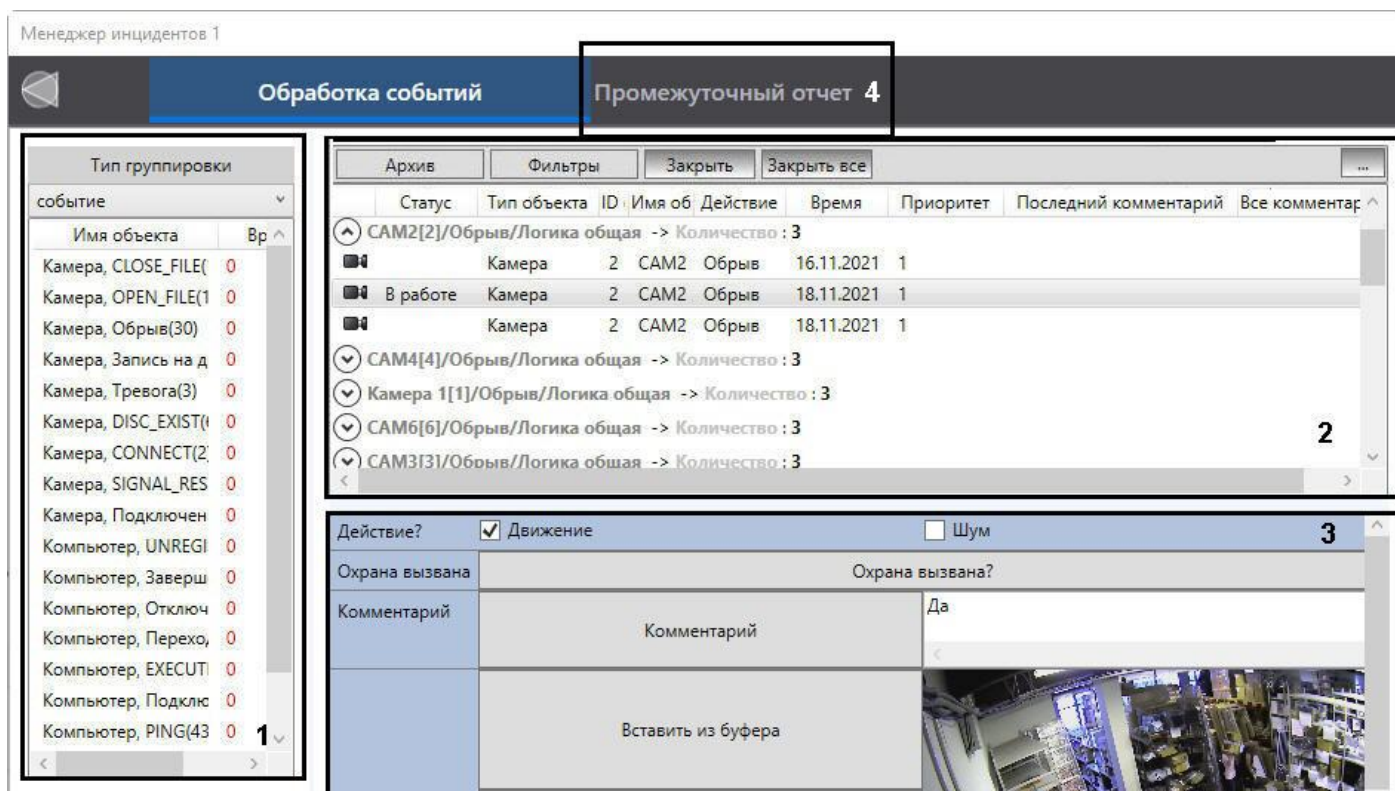 Менеджер инцидентов 1
Обработка событий
Промежуточный отчет 4
Тип группировки
событие
Имя объекта Вр
Камера, CLOSE_FILE( 0
Камера, OPEN_FILE(1 0
Камера, Обрыв(30) 0
Камера, Запись на д 0
Камера, Тревога(3) 0
Камера, DISC_EXIST( 0
Камера, CONNECT(2) 0
Камера, SIGNAL_RES 0
Камера, Подключен 0
Компьютер, UNREGI 0
Компьютер, Заверш 0
Компьютер, Отключ 0
Компьютер, Перехо 0
Компьютер, EXECUT 0
Компьютер, Подклю 0
Компьютер, PING(43 0
1
Архив Фильтры Закрыть Закрыть все ...
Статус Тип объекта ID Имя об Действие Время Приоритет Последний комментарий Все комментар
CAM2[2]/Обрыв/Логика общая -> Количество : 3
Камера 2 CAM2 Обрыв 16.11.2021 1
В работе Камера 2 CAM2 Обрыв 18.11.2021 1
Камера 2 CAM2 Обрыв 18.11.2021 1
CAM4[4]/Обрыв/Логика общая -> Количество : 3
Камера 1[1]/Обрыв/Логика общая -> Количество : 3
CAM6[6]/Обрыв/Логика общая -> Количество : 3
2
CAM3[3]/Обрыв/Логика общая -> Количество : 3
Действие? Движение Шум 3
Охрана вызвана Охрана вызвана?
Комментарий Комментарий Да
Вставить из буфера